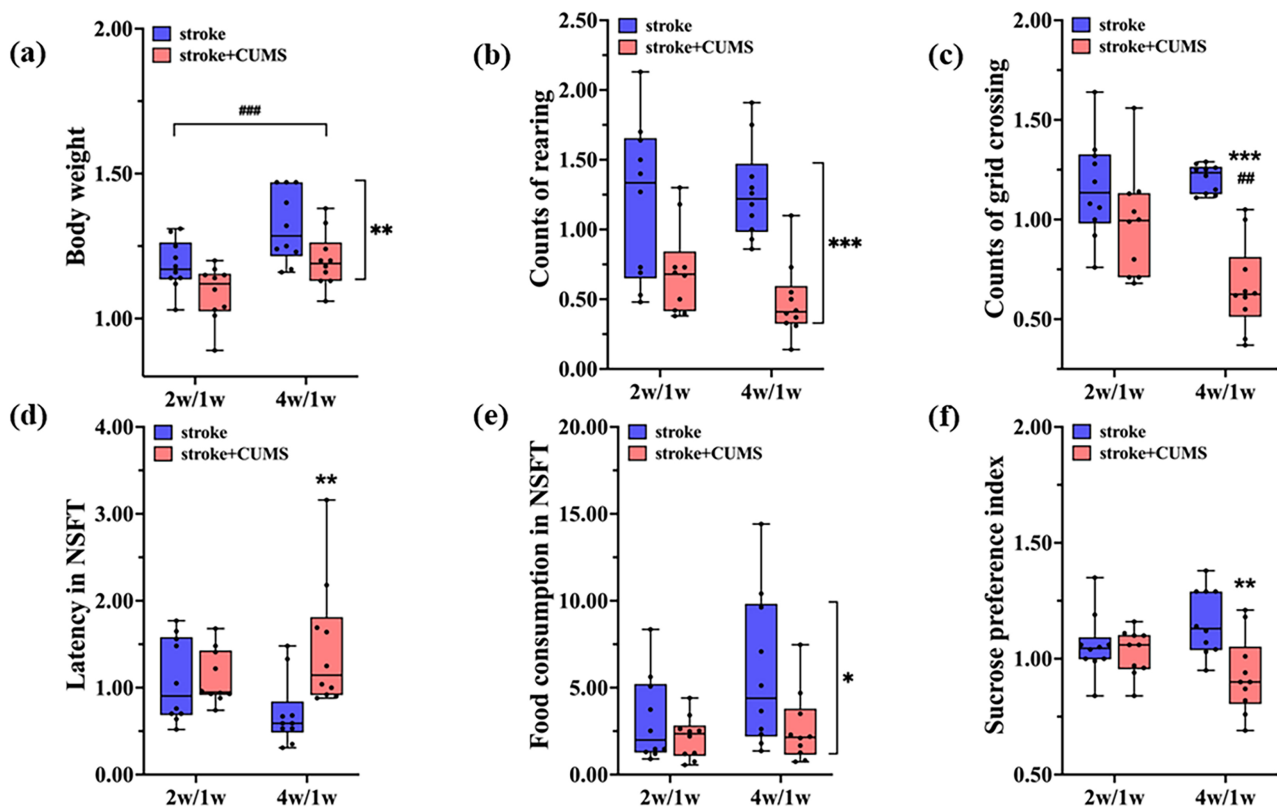 (a)
Body weight
2.00
1.50
1.00
stroke
stroke+CUMS
###
**
2w/1w
4w/1w
(b)
Counts of rearing
2.50
2.00
1.50
1.00
0.50
0.00
stroke
stroke+CUMS
***
2w/1w
4w/1w
(c)
Counts of grid crossing
2.00
1.50
1.00
0.50
stroke
stroke+CUMS
***
##
2w/1w
4w/1w
(d)
Latency in NSFT
4.00
3.00
2.00
1.00
0.00
stroke
stroke+CUMS
**
2w/1w
4w/1w
(e)
Food consumption in NSFT
20.00
15.00
10.00
5.00
0.00
stroke
stroke+CUMS
*
2w/1w
4w/1w
(f)
Sucrose preference index
2.00
1.50
1.00
0.50
stroke
stroke+CUMS
**
2w/1w
4w/1w